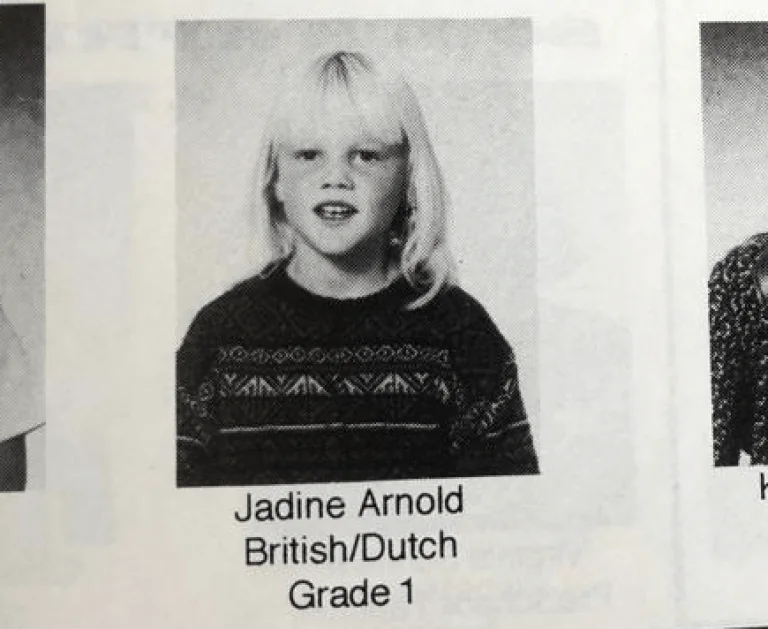 Jadine Arnold
British/Dutch
Grade 1